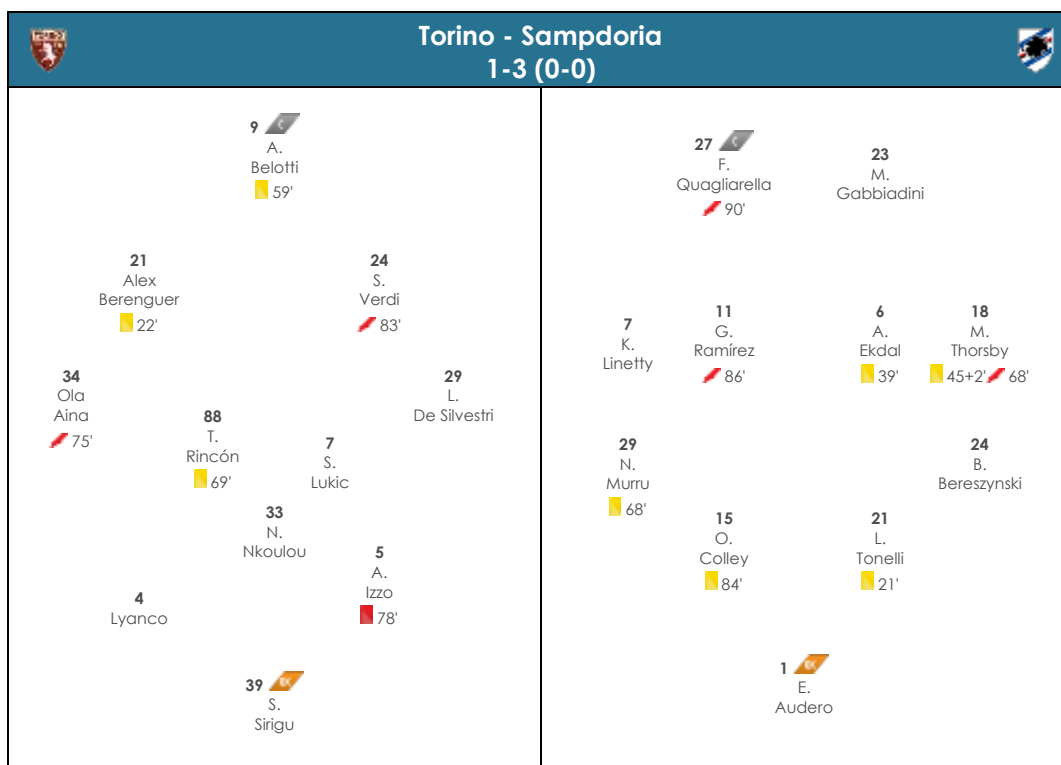 Torino - Sampdoria
1-3 (0-0)
9 C
A.
Belotti
59'
21
Alex
Berenguer
22'
24
S.
Verdi
83'
34
Ola
Aina
75'
88
T.
Rincón
69'
7
S.
Lukic
29
L.
De Silvestri
33
N.
Nkoulou
5
A.
Izzo
78'
4
Lyanco
39
S.
Sirigu
27 C
F.
Quagliarella
90'
23
M.
Gabbiadini
7
K.
Linetty
11
G.
Ramírez
86'
6
A.
Ekdal
39'
18
M.
Thorsby
45+2' 68'
29
N.
Murru
68'
24
B.
Bereszynski
15
O.
Colley
84'
21
L.
Tonelli
21'
1
E.
Audero